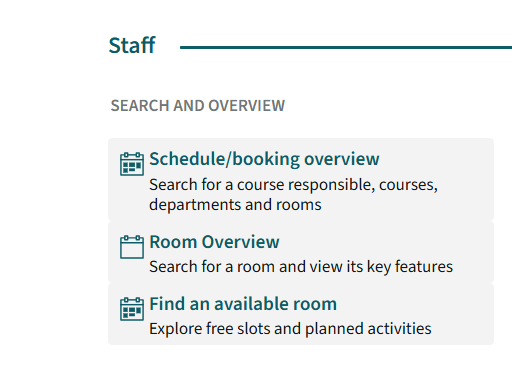 Staff
SEARCH AND OVERVIEW
Schedule/booking overview
Search for a course responsible, courses,
departments and rooms
Room Overview
Search for a room and view its key features
Find an available room
Explore free slots and planned activities